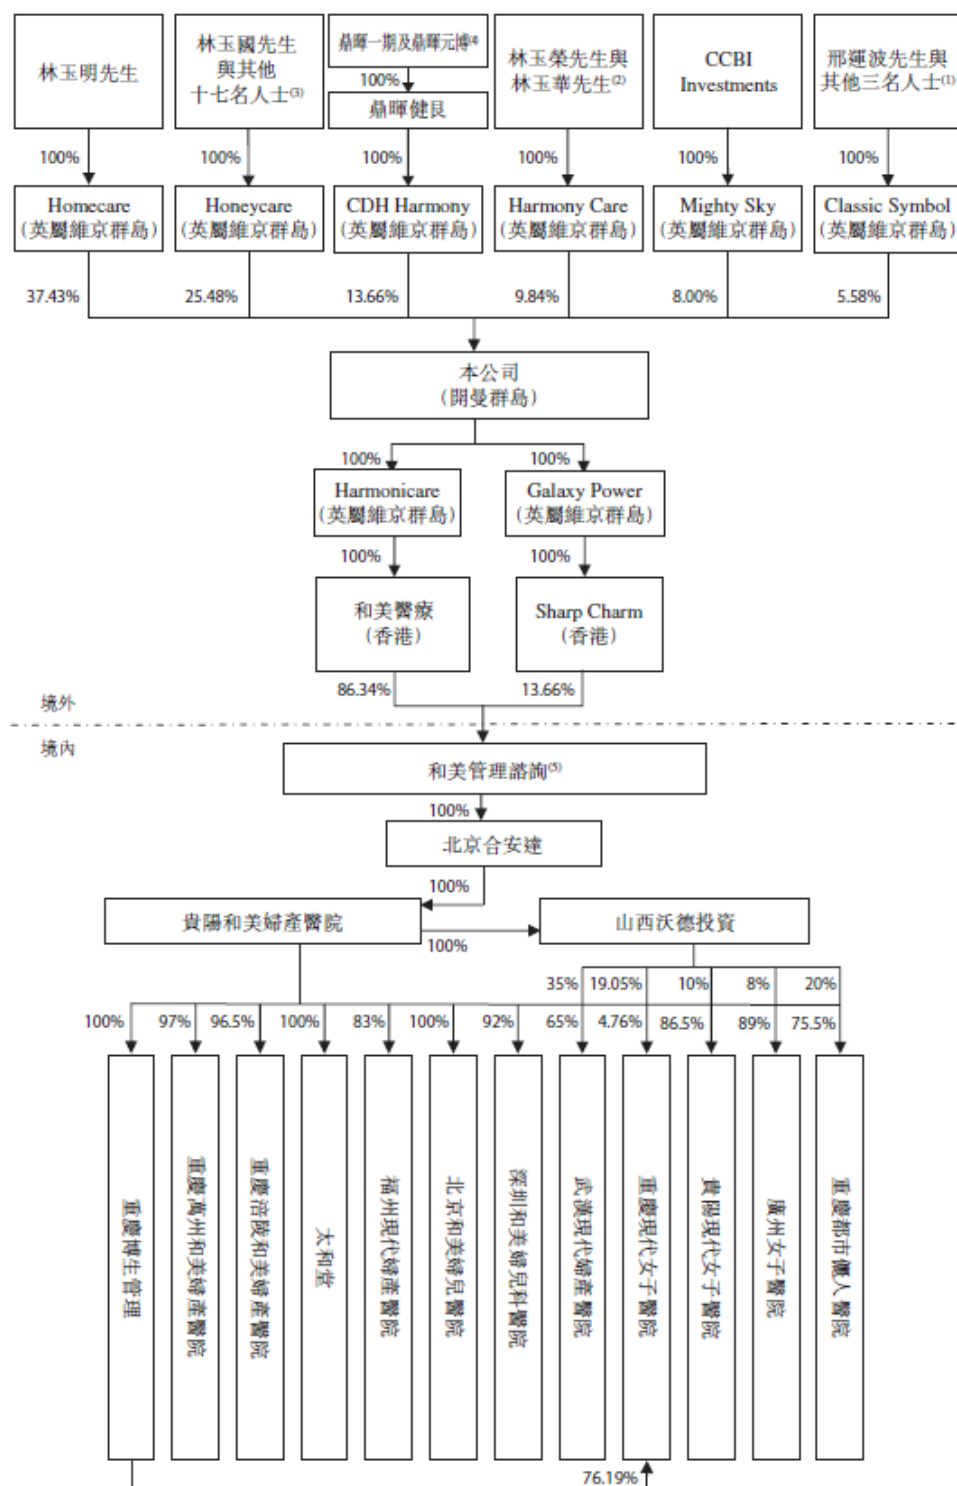 林玉明先生
林玉國先生
與其他
十七名人士(3)
鼎暉一期及鼎暉元博(4)
100%
鼎暉健良
林玉榮先生與
林玉華先生(2)
CCBI
Investments
邢運波先生與
其他三名人士(1)
100%
100%
100%
100%
100%
100%
Homecare
(英屬維京群島)
Honeycare
(英屬維京群島)
CDH Harmony
(英屬維京群島)
Harmony Care
(英屬維京群島)
Mighty Sky
(英屬維京群島)
Classic Symbol
(英屬維京群島)
37.43%
25.48%
13.66%
9.84%
8.00%
5.58%
本公司
(開曼群島)
100%
100%
Harmonicare
(英屬維京群島)
Galaxy Power
(英屬維京群島)
100%
100%
和美醫療
(香港)
Sharp Charm
(香港)
86.34%
13.66%
境外
境內
和美管理諮詢(5)
100%
北京合安達
100%
貴陽和美婦產醫院
100%
山西沃德投資
35%
19.05%
10%
8%
20%
100%
97%
96.5%
100%
83%
100%
92%
65%
4.76%
86.5%
89%
75.5%
重慶博生管理
重慶萬州和美婦產醫院
重慶涪陵和美婦產醫院
太和堂
福州現代婦產醫院
北京和美婦兒醫院
深圳和美婦兒科醫院
武漢現代婦產醫院
重慶現代女子醫院
貴陽現代女子醫院
廣州女子醫院
重慶都市儷人醫院
76.19%